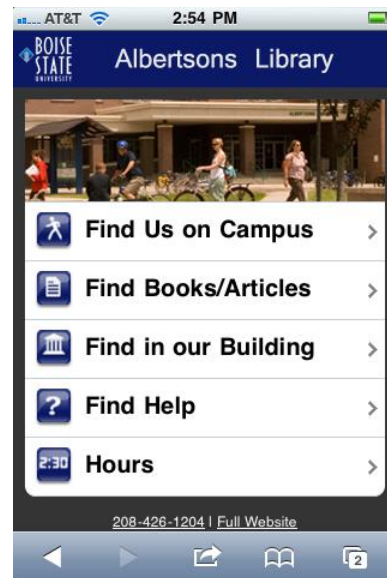 AT&T 2:54 PM
BOISE
STATE
UNIVERSITY
Albertsons Library
Find Us on Campus
Find Books/Articles
Find in our Building
Find Help
2:30 Hours
208-426-1204 | Full Website
2